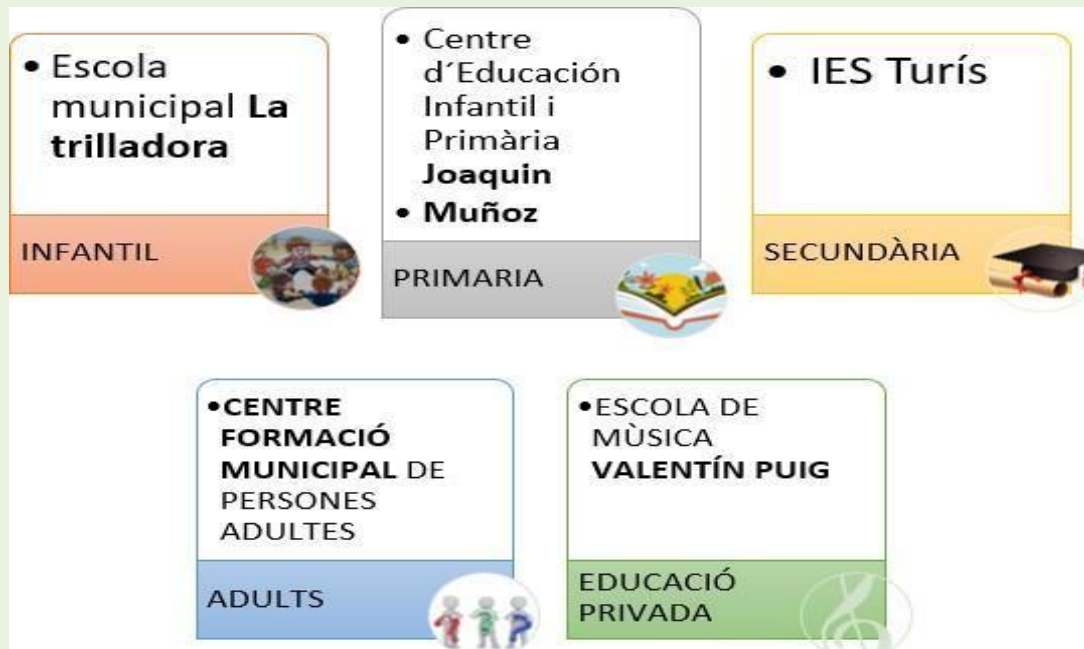 • Escola
municipal La
trilladora
INFANTIL
• Centre
d´Educación
Infantil i
Primària
Joaquin
• Muñoz
PRIMARIA
• IES Turís
SECUNDÀRIA
•CENTRE
FORMACIÓ
MUNICIPAL DE
PERSONES
ADULTES
ADULTS
•ESCOLA DE
MÙSICA
VALENTÍN PUIG
EDUCACIÓ
PRIVADA